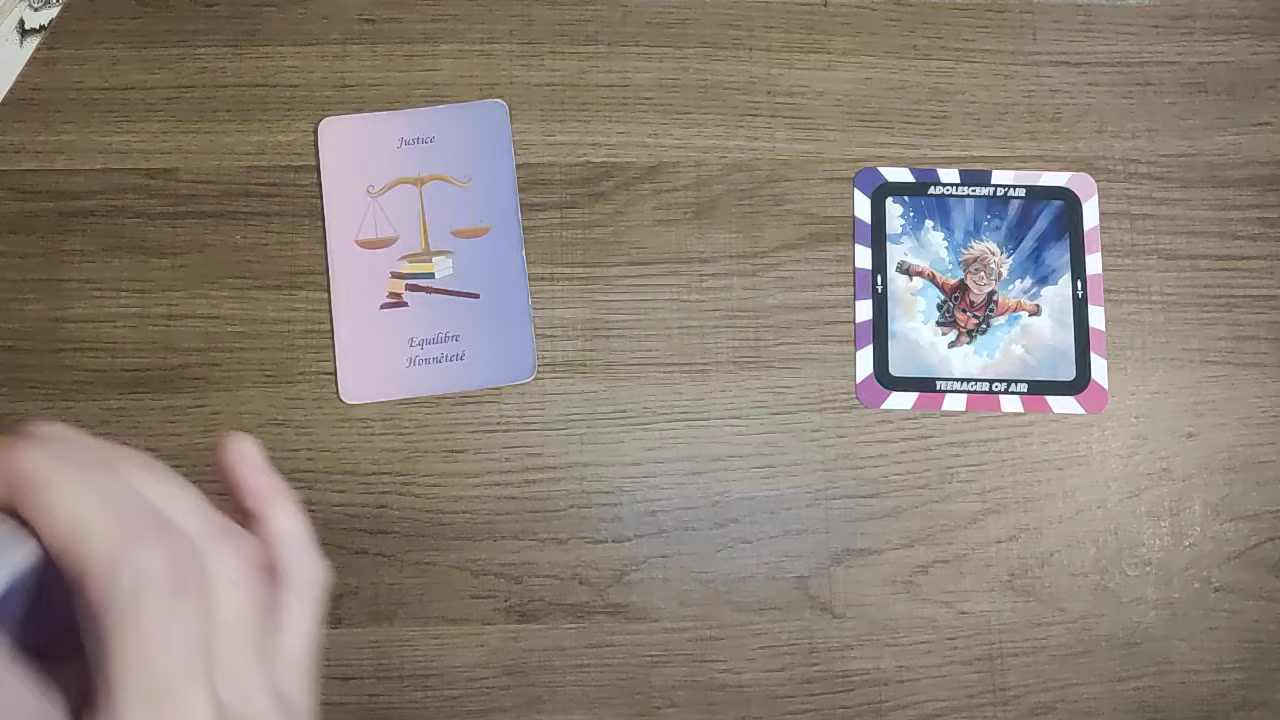 Justice
Equilibre
Honnêteté
ADOLESCENT D'AIR
TEENAGER OF AIR